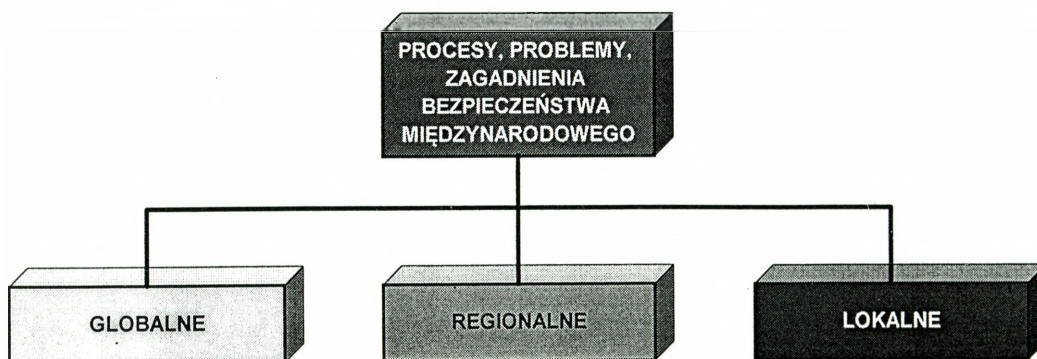 PROCESY, PROBLEMY,
ZAGADNIENIA
BEZPIECZEŃSTWA
MIĘDZYNARODOWEGO
GLOBALNE
REGIONALNE
LOKALNE